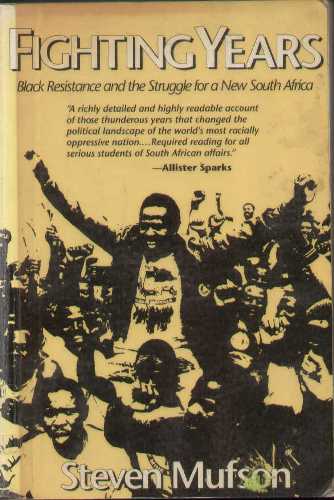 FIGHTING YEARS
Black Resistance and the Struggle for a New South Africa
"A richly detailed and highly readable account
of those thunderous years that changed the
political landscape of the world's most racially
oppressive nation....Required reading for all
serious students of South African affairs."
—Allister Sparks
Steven Mufson